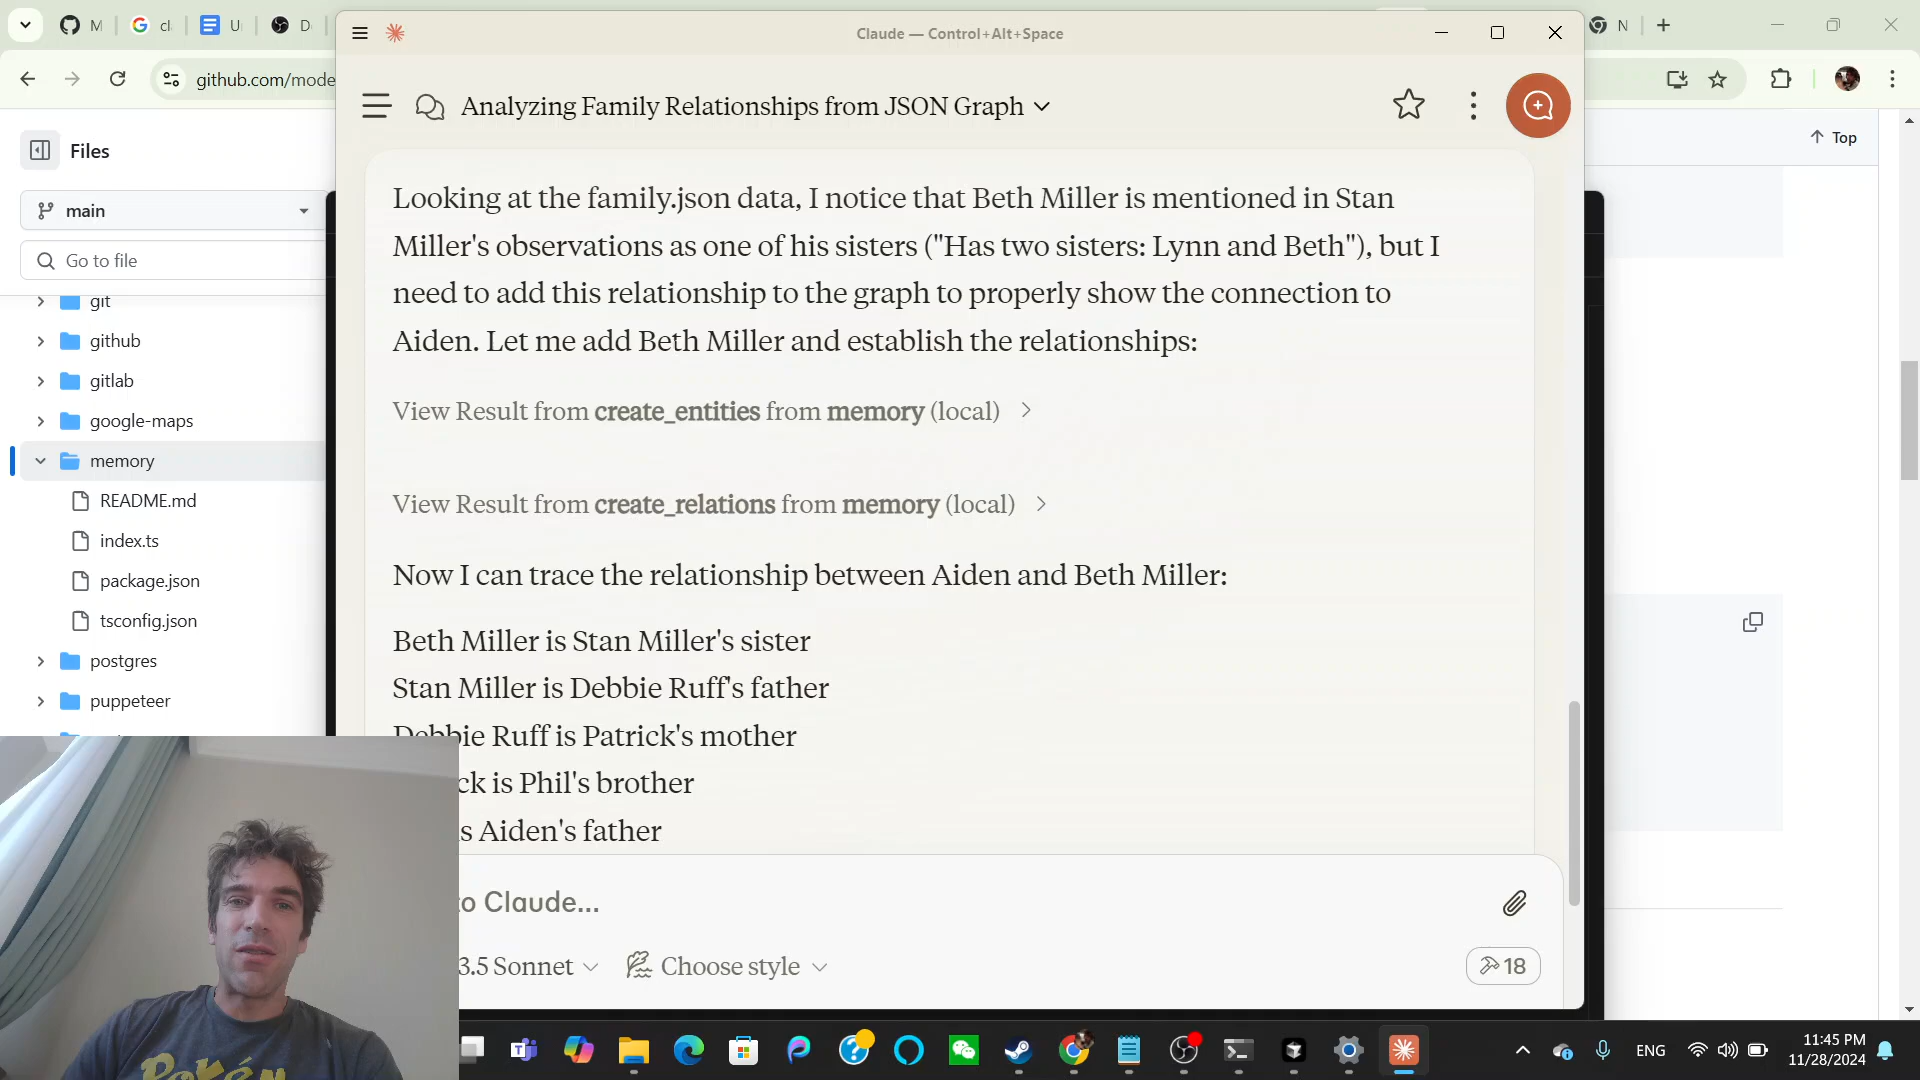 M
cl
U
D
Claude — Control+Alt+Space
N
github.com/mode
Analyzing Family Relationships from JSON Graph
Files
Top
main
Go to file
git
github
gitlab
google-maps
memory
README.md
index.ts
package.json
tsconfig.json
postgres
puppeteer
Looking at the family.json data, I notice that Beth Miller is mentioned in Stan
Miller's observations as one of his sisters ("Has two sisters: Lynn and Beth"), but I
need to add this relationship to the graph to properly show the connection to
Aiden. Let me add Beth Miller and establish the relationships:
View Result from create_entities from memory (local)
View Result from create_relations from memory (local)
Now I can trace the relationship between Aiden and Beth Miller:
Beth Miller is Stan Miller's sister
Stan Miller is Debbie Ruff's father
Debbie Ruff is Patrick's mother
ck is Phil's brother
is Aiden's father
to Claude...
3.5 Sonnet
Choose style
18
Pokém
ENG
11:45 PM
11/28/2024